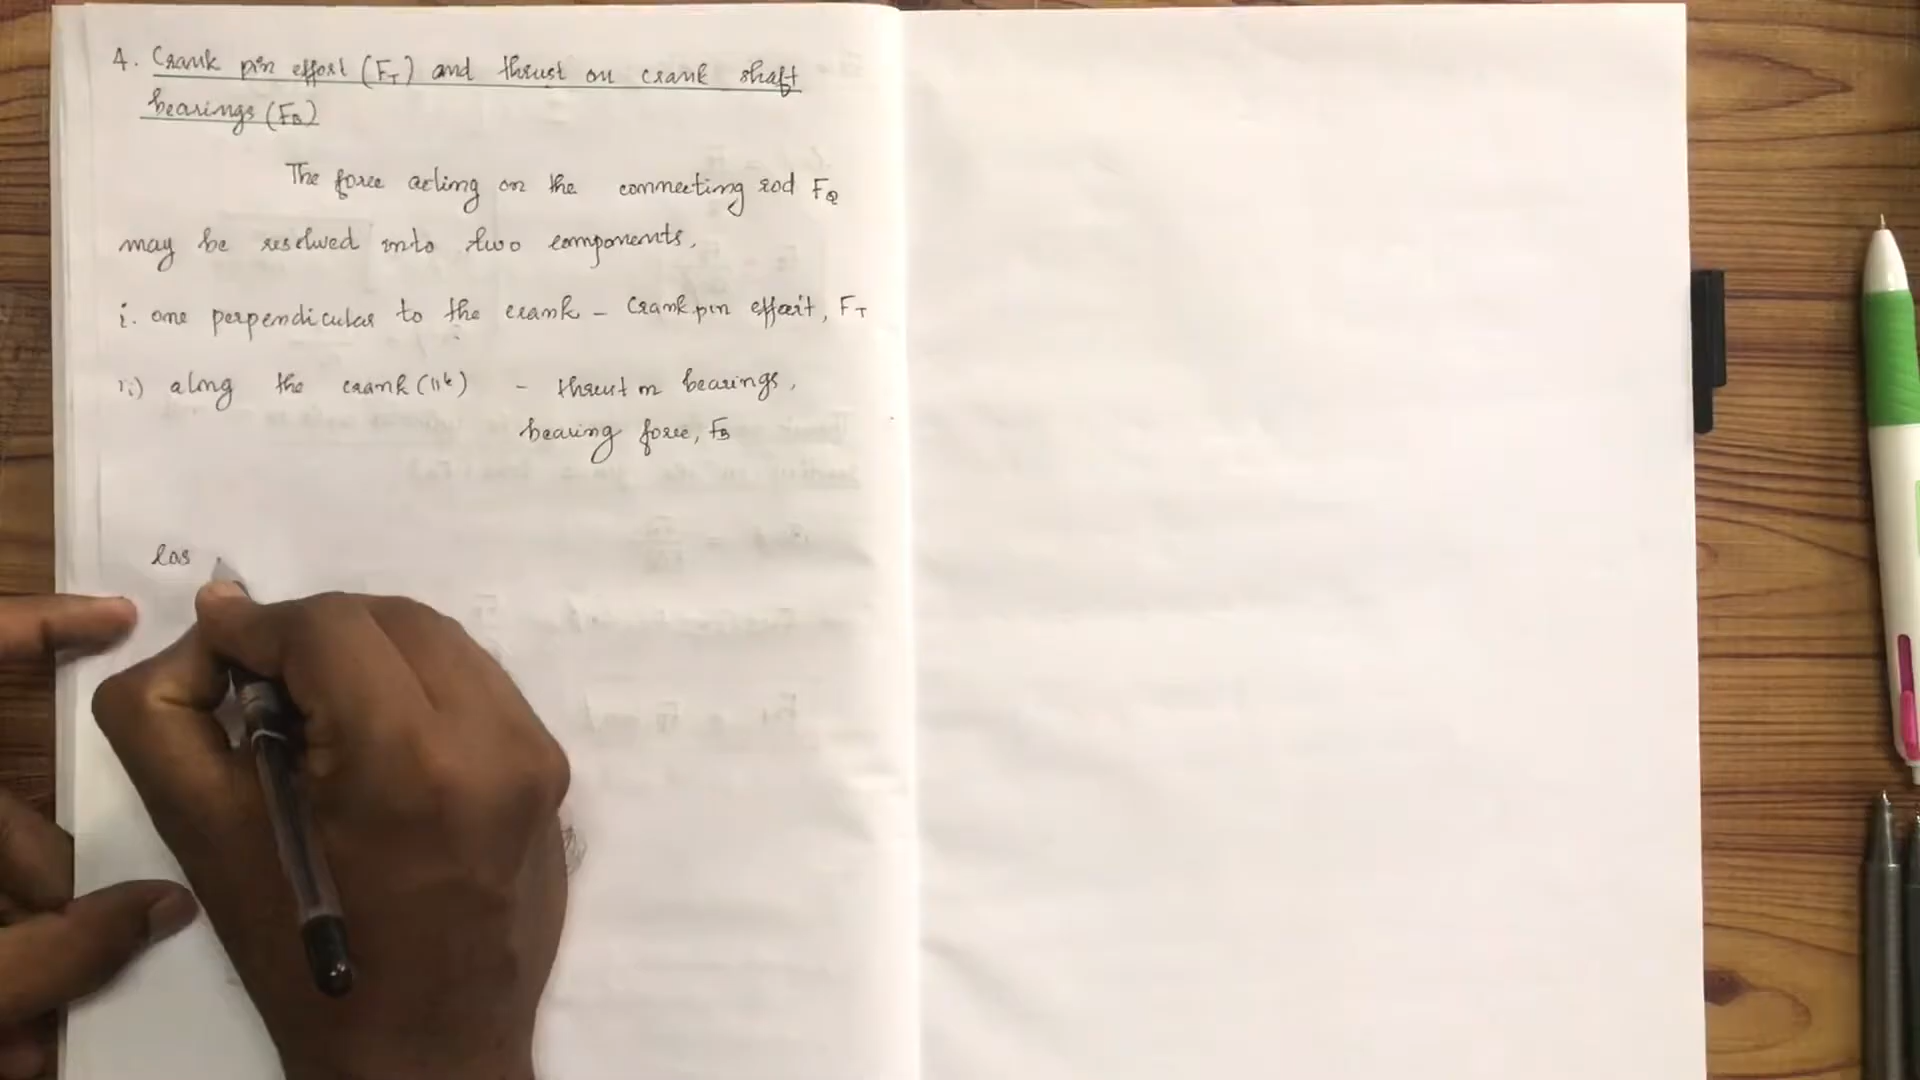 4. Crank pin effort (FT) and thrust on crank shaft
bearings (FB)
The force acting on the connecting rod FQ
may be resolved into two components,
i. one perpendicular to the crank - Crank pin effort, FT
ii) along the crank (11le) - thrust on bearings,
bearing force, FB
Cos